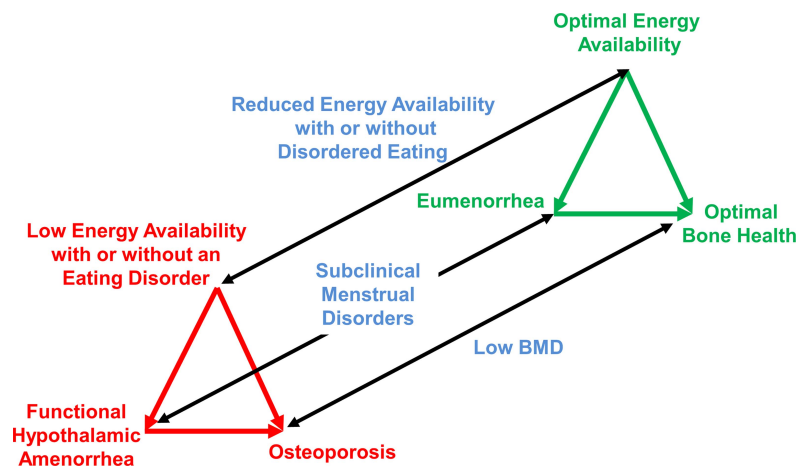 Optimal Energy
Availability
Reduced Energy Availability
with or without
Disordered Eating
Eumenorrhea
Optimal
Bone Health
Low Energy Availability
with or without an
Eating Disorder
Subclinical
Menstrual
Disorders
Low BMD
Functional
Hypothalamic
Amenorrhea
Osteoporosis